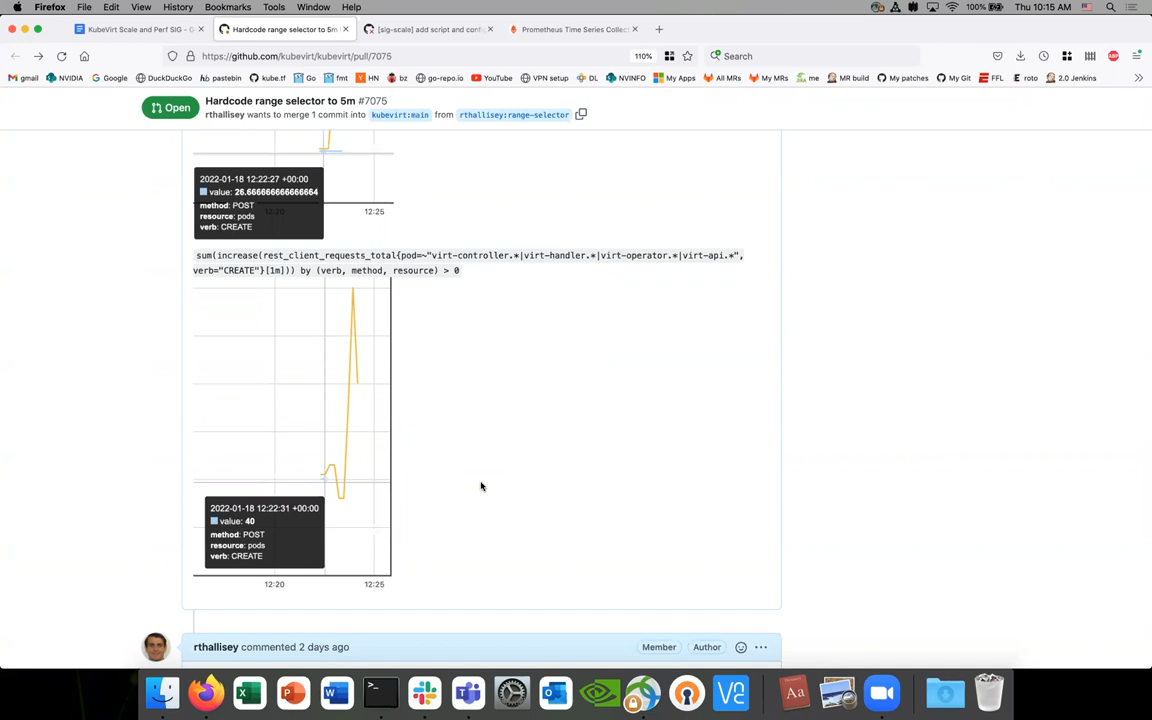 Firefox File Edit View History Bookmarks Tools Window Help 100% Thu 10:15 AM
KubeVirt Scale and Perf SIG - G
Hardcode range selector to 5m
[sig-scale] add script and confi
Prometheus Time Series Collect
https://github.com/kubevirt/kubevirt/pull/7075 110% Search
gmail NVIDIA Google DuckDuckGo pastebin kube.tf Go fmt HN bz go-repo.io YouTube VPN setup DL NVINFO My Apps All MRs My MRs MR build My patches My Git FFL roto 2.0 Jenkins
Open
Hardcode range selector to 5m #7075
rthallisey wants to merge 1 commit into kubevirt:main from rthallisey:range-selector
2022-01-18 12:22:27 +00:00
value: 26.666666666666664
method: POST
resource: pods
verb: CREATE
12:20 12:25
sum(increase(rest_client_requests_total{pod=~"virt-controller.*|virt-handler.*|virt-operator.*|virt-api.*",
verb="CREATE"}[1m])) by (verb, method, resource) > 0
2022-01-18 12:22:31 +00:00
value: 40
method: POST
resource: pods
verb: CREATE
12:20 12:25
rthallisey commented 2 days ago Member Author